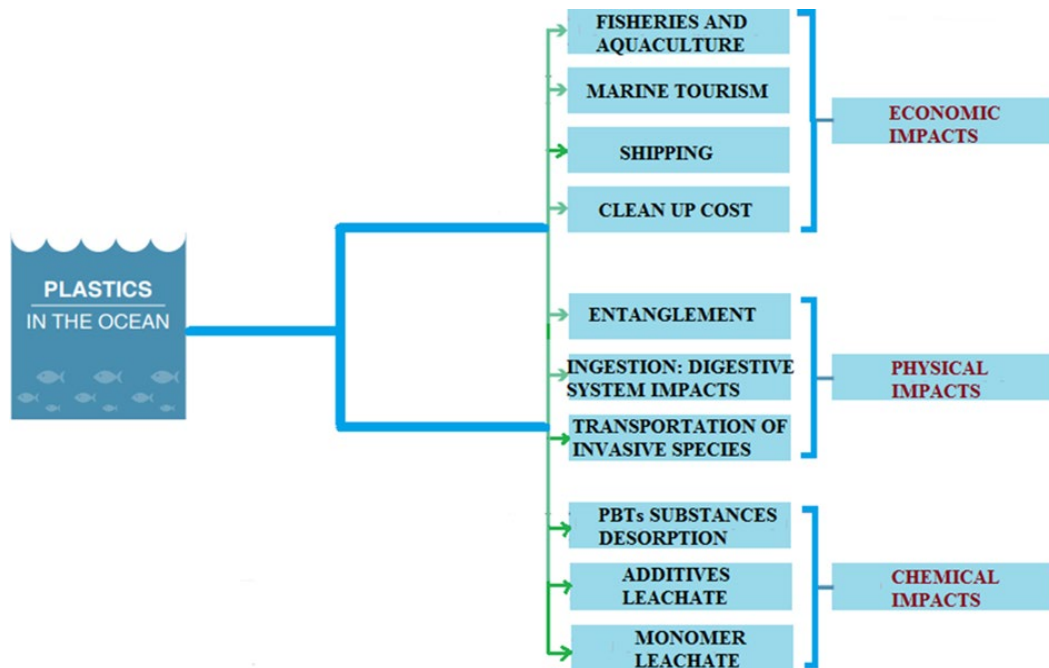 PLASTICS
IN THE OCEAN
FISHERIES AND
AQUACULTURE
MARINE TOURISM
SHIPPING
CLEAN UP COST
ECONOMIC
IMPACTS
ENTANGLEMENT
INGESTION: DIGESTIVE
SYSTEM IMPACTS
TRANSPORTATION OF
INVASIVE SPECIES
PHYSICAL
IMPACTS
PBTs SUBSTANCES
DESORPTION
ADDITIVES
LEACHATE
MONOMER
LEACHATE
CHEMICAL
IMPACTS